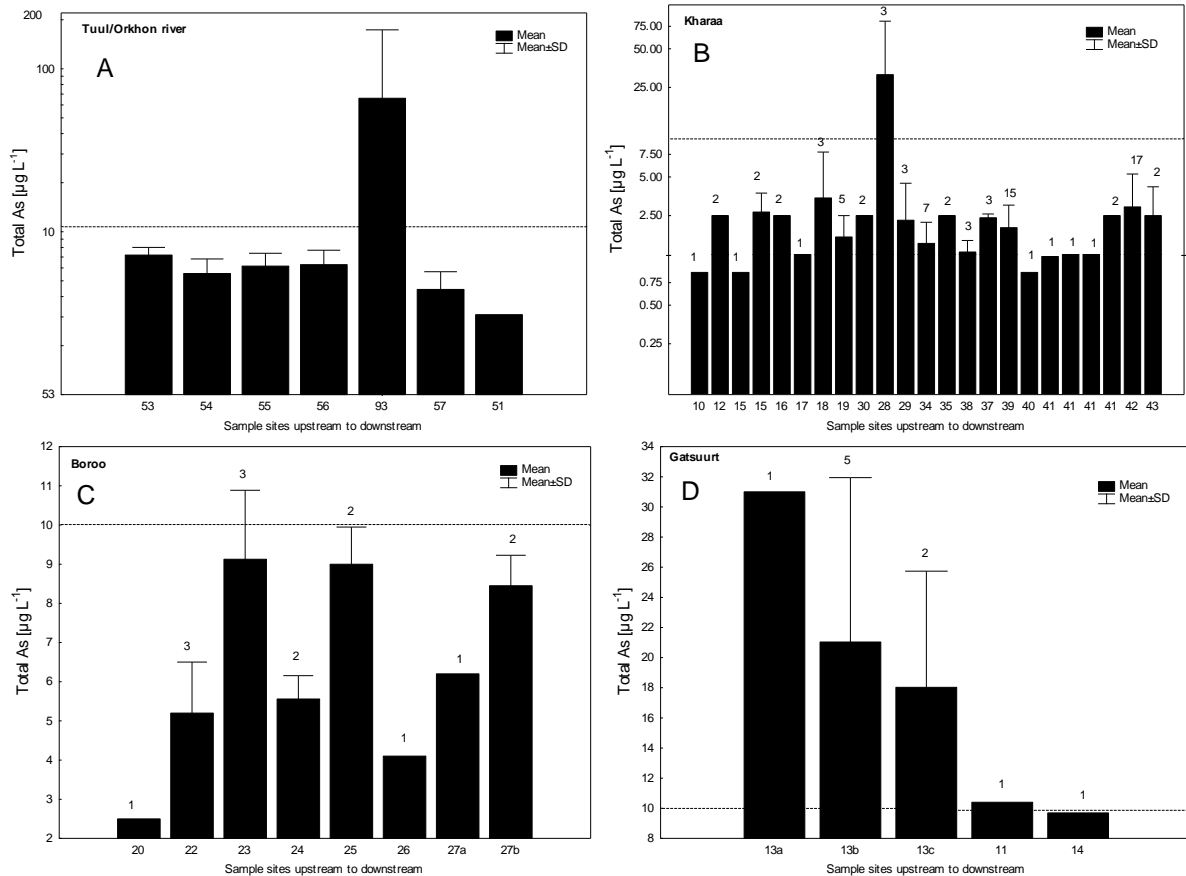 200
Tuul/Orkhon river
Mean
Mean±SD
A
100
Total As [µg L-1]
10
53
53 54 55 56 93 57 51
Sample sites upstream to downstream
75.00
Kharaa
Mean
Mean±SD
B
50.00
25.00
7.50
5.00
Total As [µg L-1]
2.50
0.75
0.50
0.25
1 2 1 2 2 1 3 5 2 3 3 7 2 3 3 15 1 1 1 1 2 17 2
10 12 15 15 16 17 18 19 30 28 29 34 35 38 37 39 40 41 41 41 41 42 43
Sample sites upstream to downstream
12
Boroo
Mean
Mean±SD
C
11
10
9
8
7
Total As [µg L-1]
6
5
4
3
2
1 3 3 2 2 1 1 2
20 22 23 24 25 26 27a 27b
Sample sites upstream to downstream
34
Gatsuurt
Mean
Mean±SD
D
32
30
28
26
24
22
Total As [µg L-1]
20
18
16
14
12
10
8
1 5 2 1 1
13a 13b 13c 11 14
Sample sites upstream to downstream